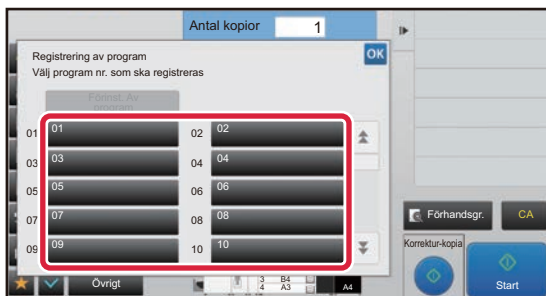 Antal kopior 1
Registrering av program
OK
Välj program nr. som ska registreras
Förinst. Av
program
01 01 02 02
03 03 04 04
05 05 06 06
07 07 08 08
09 09 10 10
Förhandsgr. CA
Korrektur-kopia
Övrigt
3 B4
4 A3
A4
Start